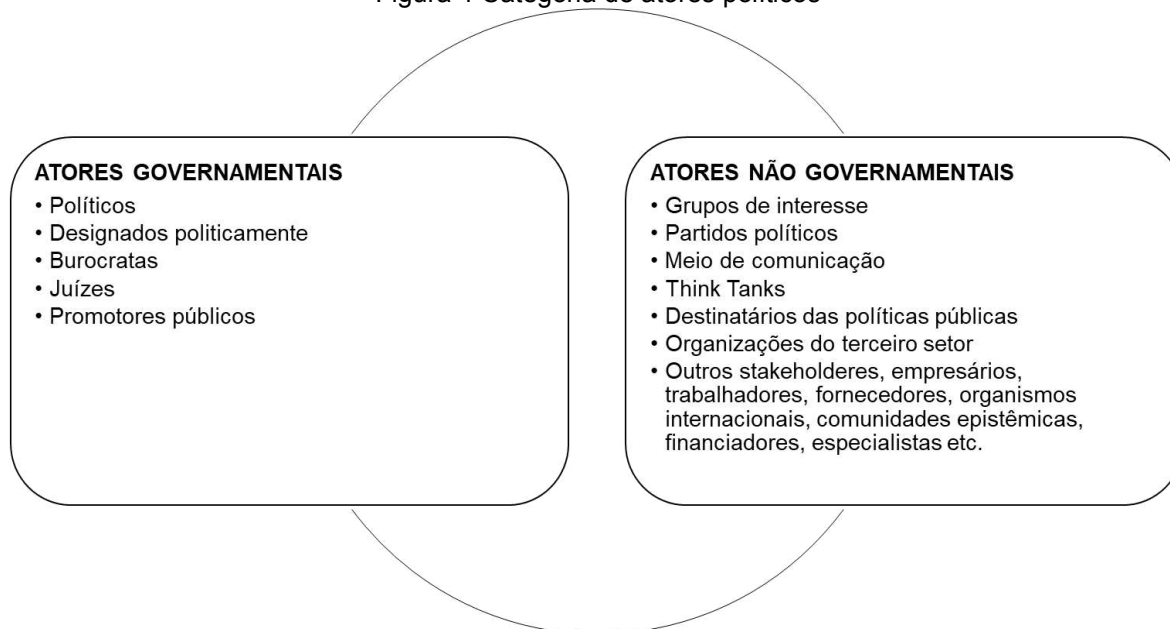 Figura 4 Categoria de atores políticos
ATORES GOVERNAMENTAIS
• Políticos
• Designados politicamente
• Burocratas
• Juízes
• Promotores públicos
ATORES NÃO GOVERNAMENTAIS
• Grupos de interesse
• Partidos políticos
• Meio de comunicação
• Think Tanks
• Destinatários das políticas públicas
• Organizações do terceiro setor
• Outros stakeholderes, empresários,
trabalhadores, fornecedores, organismos
internacionais, comunidades epistêmicas,
financiadores, especialistas etc.